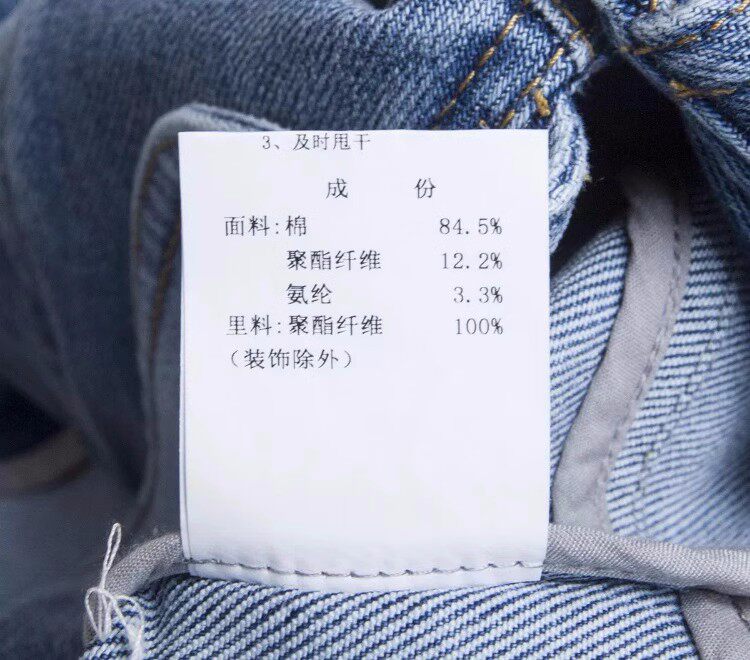 3、及时甩干
成 份
面料:棉 84.5%
聚酯纤维 12.2%
氨纶 3.3%
里料:聚酯纤维 100%
(装饰除外)